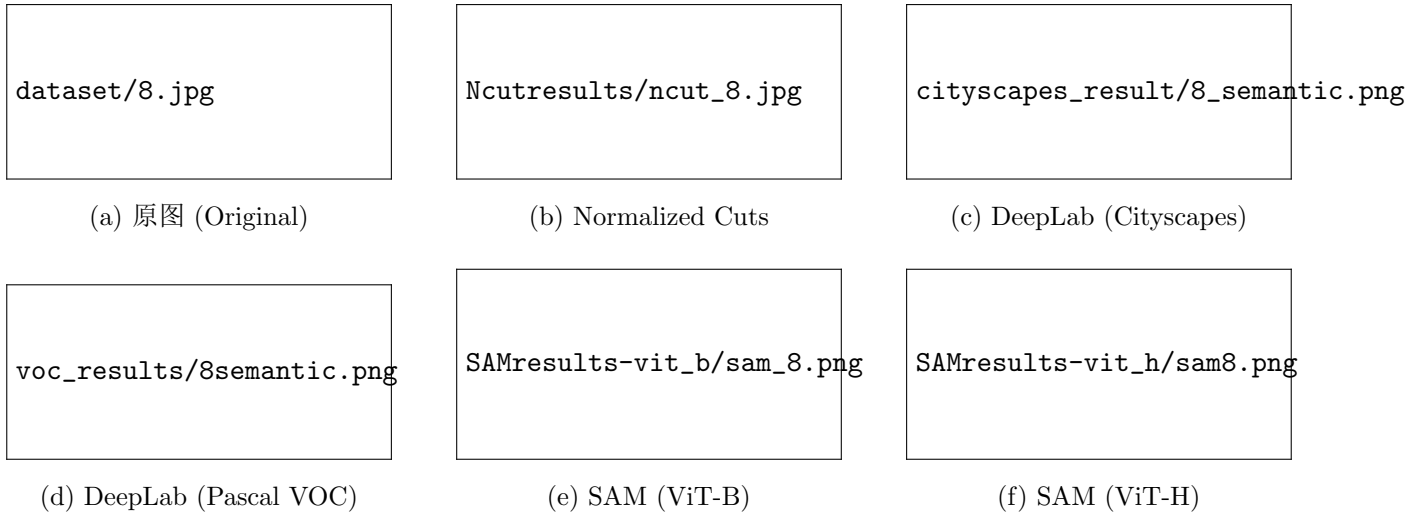 dataset/8.jpg
Ncutresults/ncut_8.jpg
cityscapes_result/8_semantic.png
(a) 原图 (Original)
(b) Normalized Cuts
(c) DeepLab (Cityscapes)
voc_results/8semantic.png
SAMresults-vit_b/sam_8.png
SAMresults-vit_h/sam8.png
(d) DeepLab (Pascal VOC)
(e) SAM (ViT-B)
(f) SAM (ViT-H)